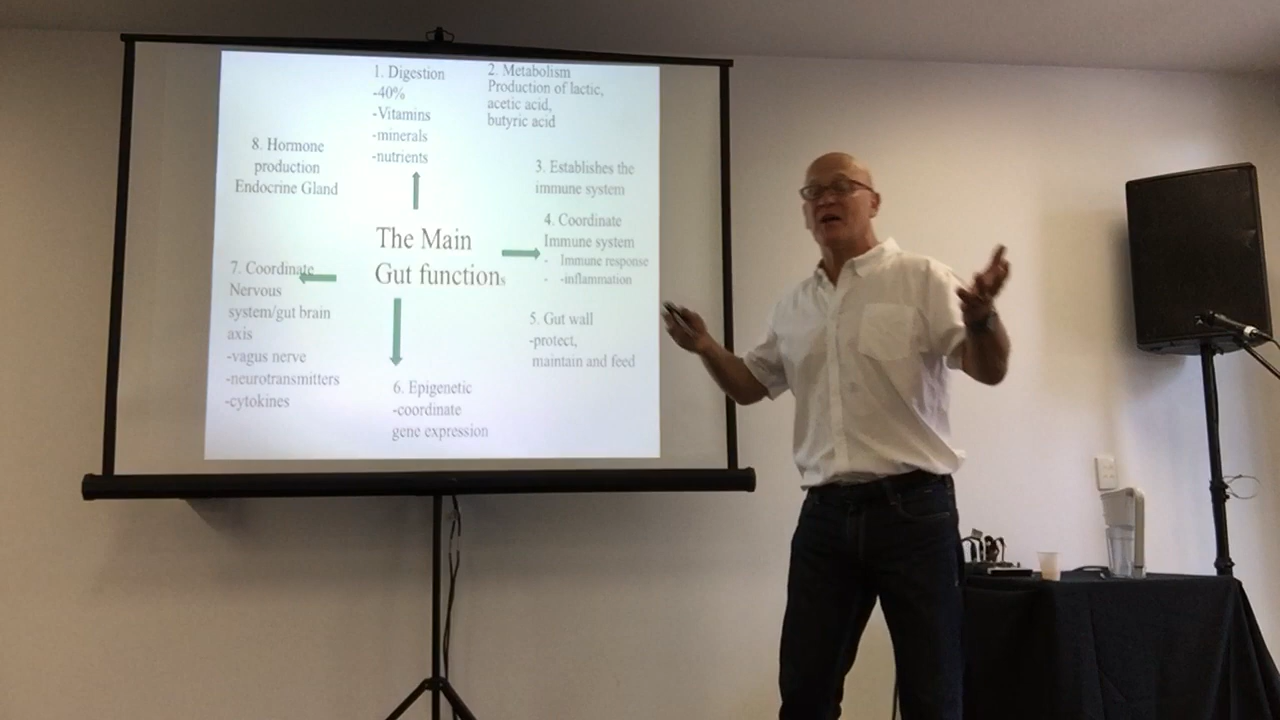 1. Digestion
-40%
-Vitamins
-minerals
-nutrients
2. Metabolism
Production of lactic,
acetic acid,
butyric acid
3. Establishes the
immune system
4. Coordinate
Immune system
- Immune response
- -inflammation
5. Gut wall
-protect,
maintain and feed
6. Epigenetic
-coordinate
gene expression
7. Coordinate
Nervous
system/gut brain
axis
-vagus nerve
-neurotransmitters
-cytokines
8. Hormone
production
Endocrine Gland
The Main
Gut functions